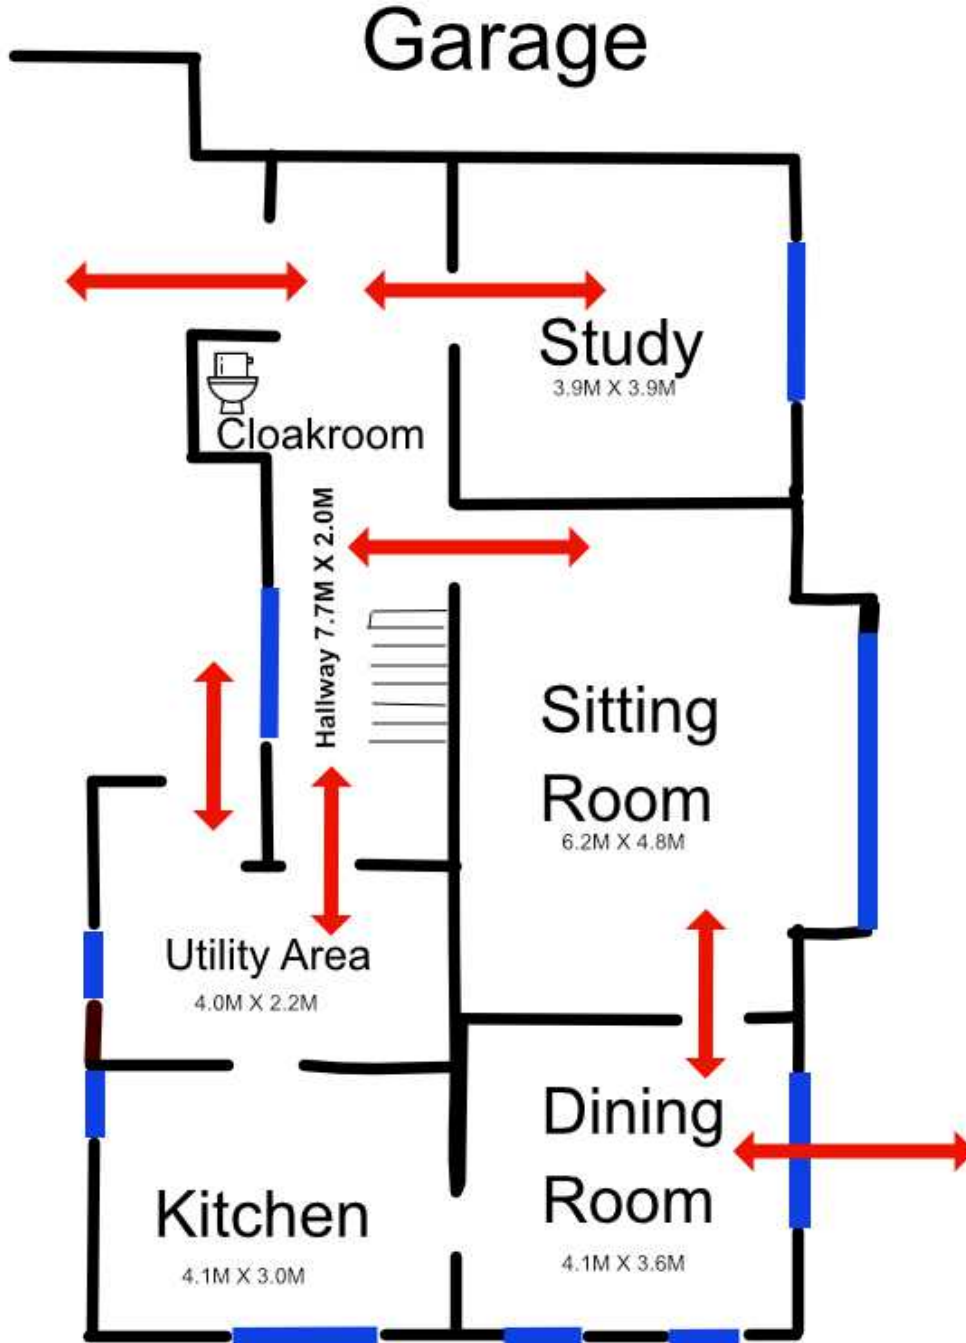 Garage
Study
3.9M X 3.9M
Cloakroom
Hallway 7.7M X 2.0M
Sitting
Room
6.2M X 4.8M
Utility Area
4.0M X 2.2M
Dining
Room
4.1M X 3.6M
Kitchen
4.1M X 3.0M